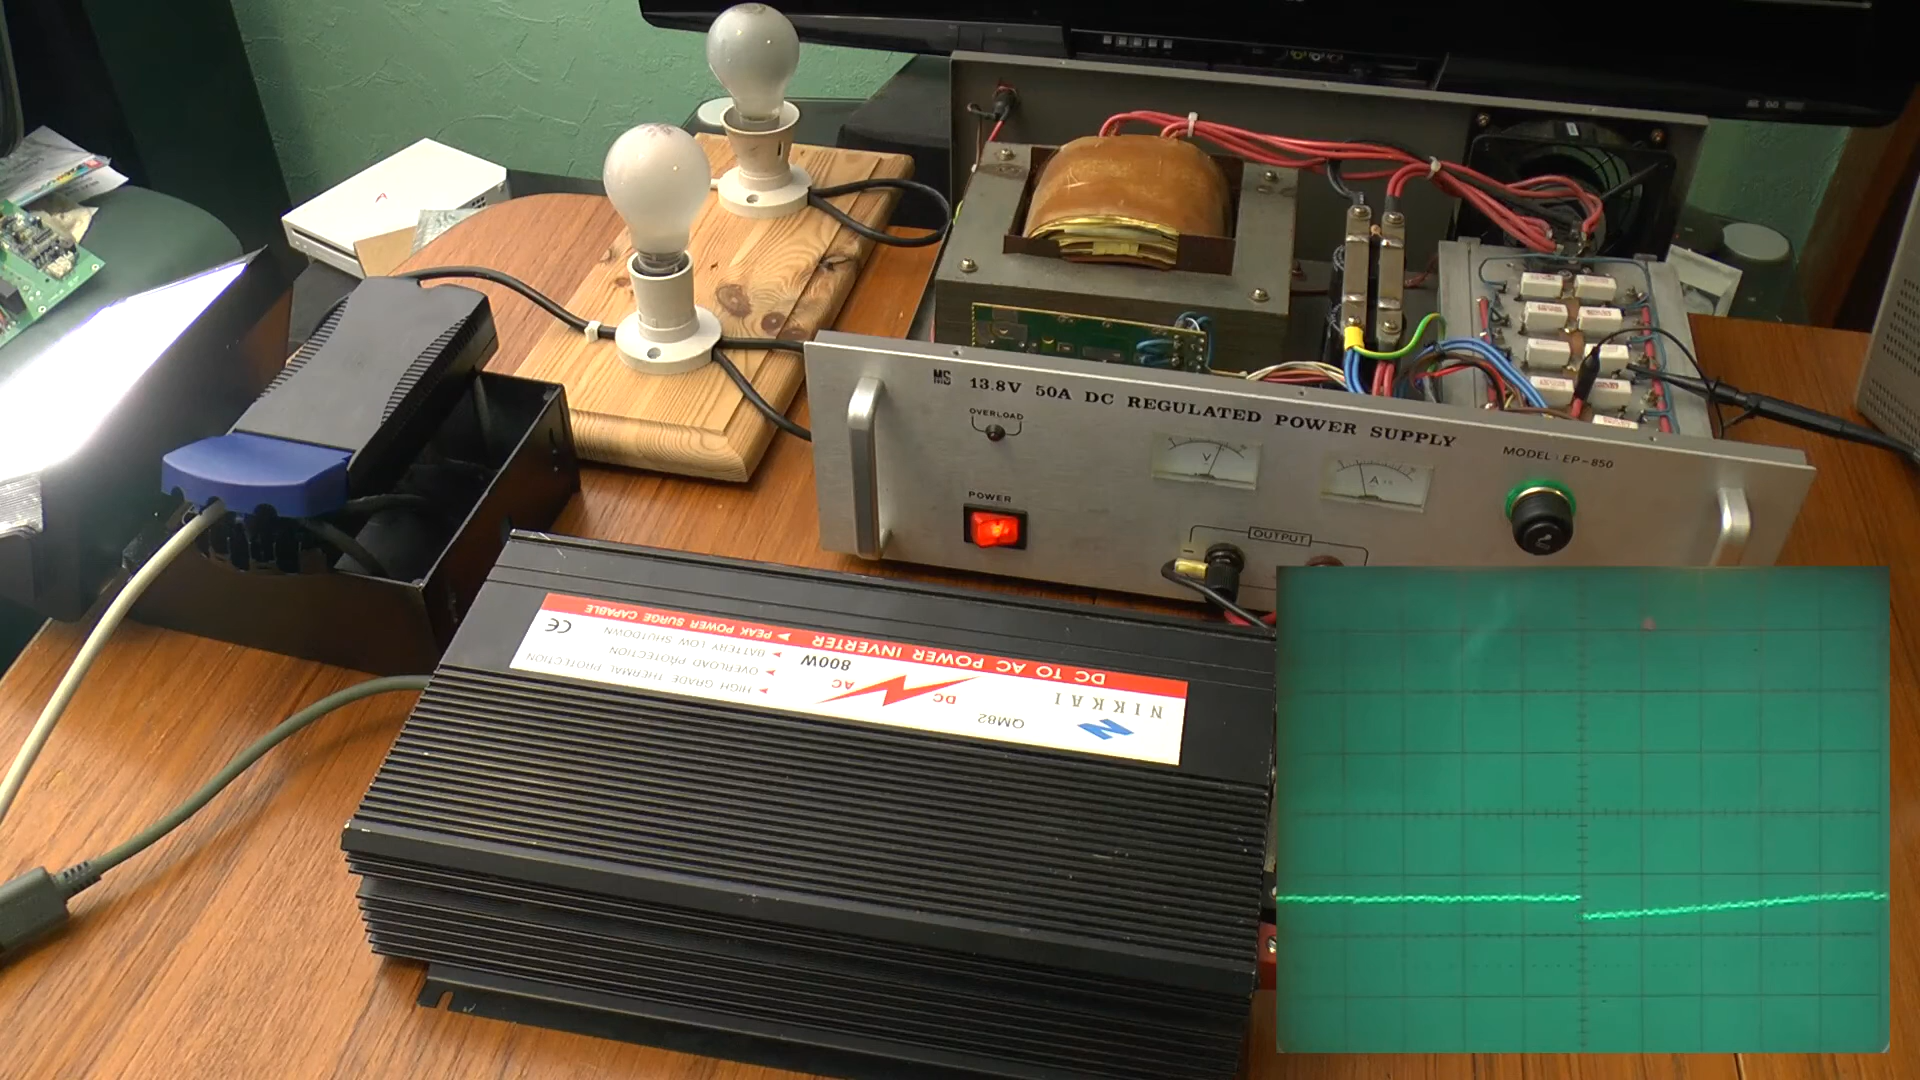 MS 13.8V 50A DC REGULATED POWER SUPPLY
OVERLOAD
MODEL : EP-850
V
A
POWER
OUTPUT
PEAK POWER SURGE CAPABLE
BATTERY LOW SHUTDOWN
OVERLOAD PROTECTION
HIGH GRADE THERMAL PROTECTION
CE
DC TO AC POWER INVERTER
800W
DC AC
QM82
NIKKAI